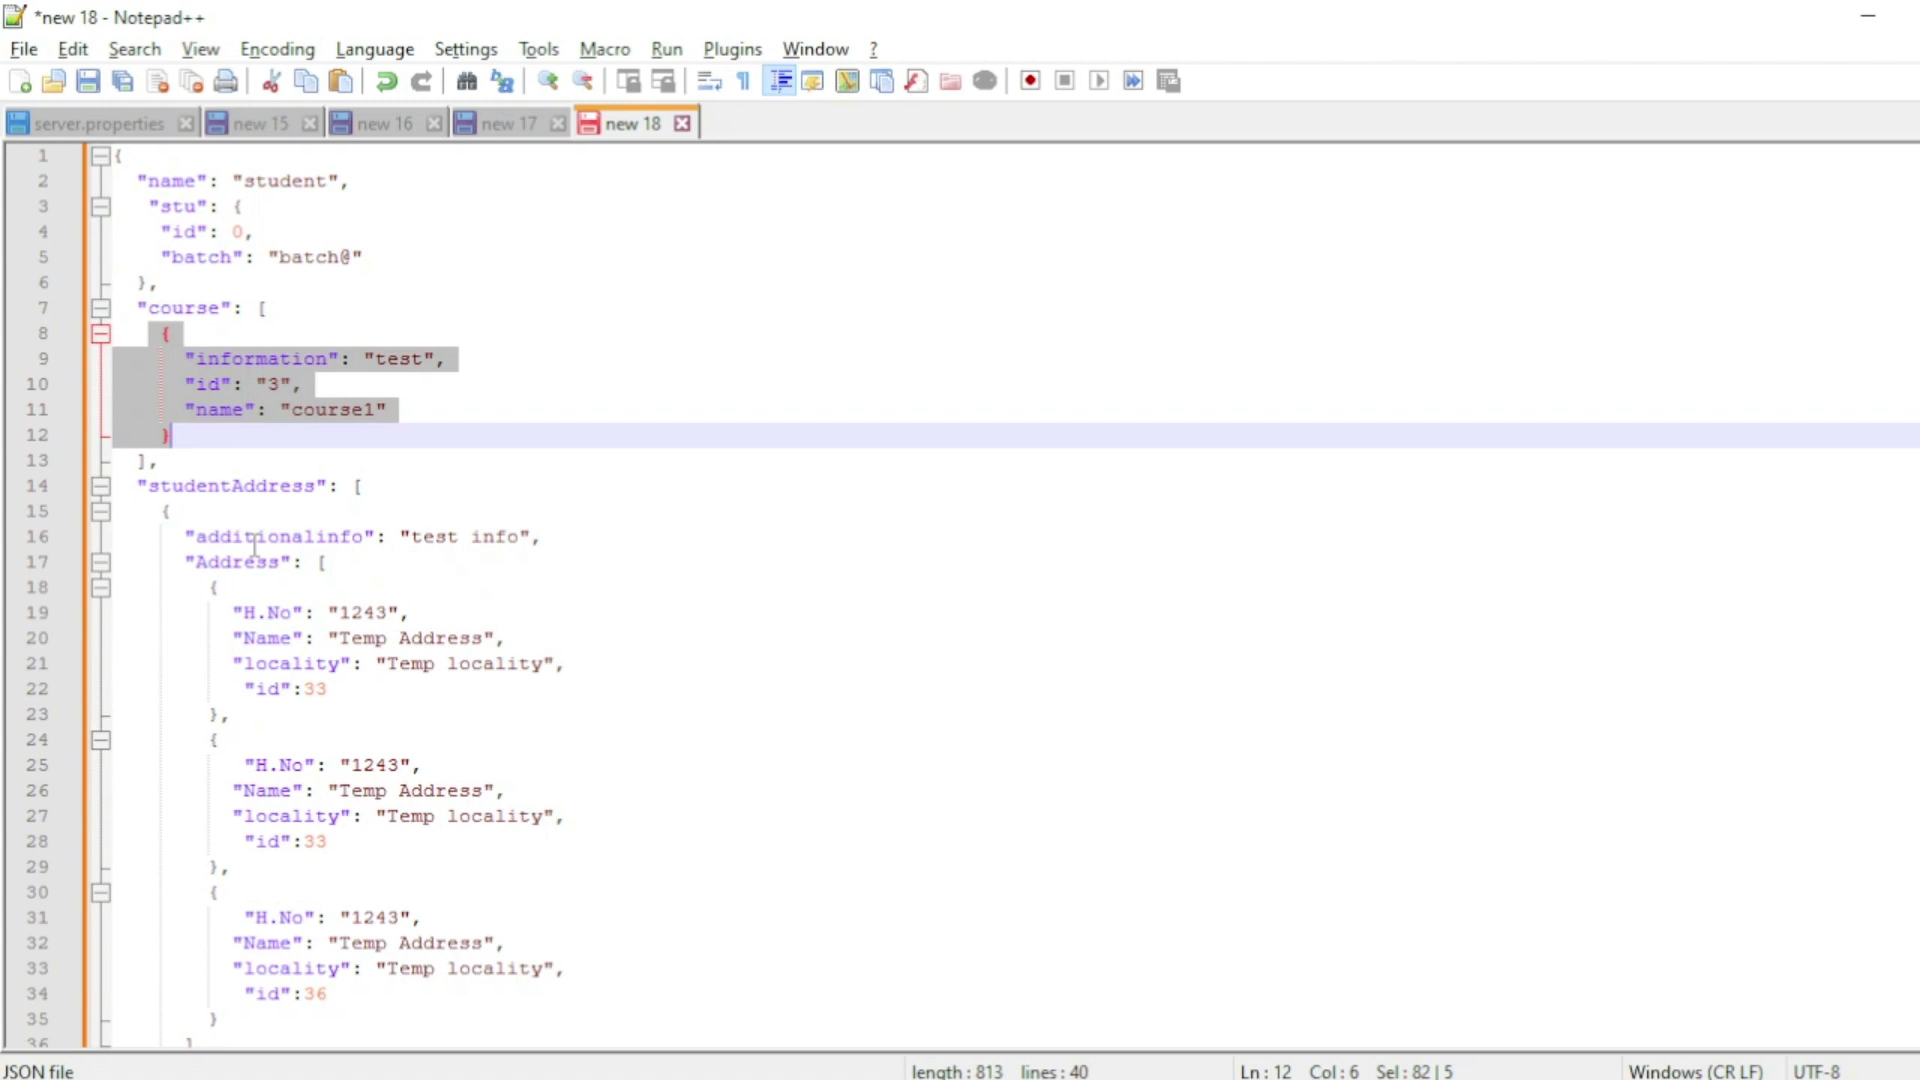 *new 18 - Notepad++
File Edit Search View Encoding Language Settings Tools Macro Run Plugins Window ?
server.properties new 15 new 16 new 17 new 18
1 {
2 "name": "student",
3 "stu": {
4 "id": 0,
5 "batch": "batch@"
6 },
7 "course": [
8 {
9 "information": "test",
10 "id": "3",
11 "name": "course1"
12 }
13 ],
14 "studentAddress": [
15 {
16 "additionalinfo": "test info",
17 "Address": [
18 {
19 "H.No": "1243",
20 "Name": "Temp Address",
21 "locality": "Temp locality",
22 "id":33
23 },
24 {
25 "H.No": "1243",
26 "Name": "Temp Address",
27 "locality": "Temp locality",
28 "id":33
29 },
30 {
31 "H.No": "1243",
32 "Name": "Temp Address",
33 "locality": "Temp locality",
34 "id":36
35 }
36 ]
JSON file length : 813 lines : 40 Ln : 12 Col : 6 Sel : 82 | 5 Windows (CR LF) UTF-8